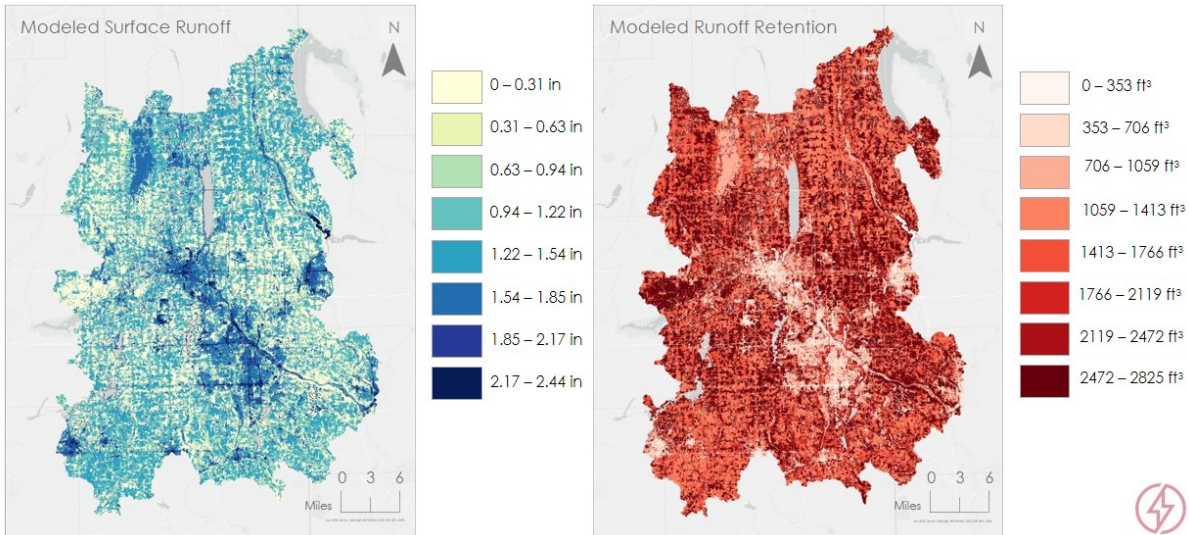 Modeled Surface Runoff
N
0 – 0.31 in
0.31 – 0.63 in
0.63 – 0.94 in
0.94 – 1.22 in
1.22 – 1.54 in
1.54 – 1.85 in
1.85 – 2.17 in
2.17 – 2.44 in
0 3 6
Miles
Modeled Runoff Retention
N
0 – 353 ft³
353 – 706 ft³
706 – 1059 ft³
1059 – 1413 ft³
1413 – 1766 ft³
1766 – 2119 ft³
2119 – 2472 ft³
2472 – 2825 ft³
0 3 6
Miles